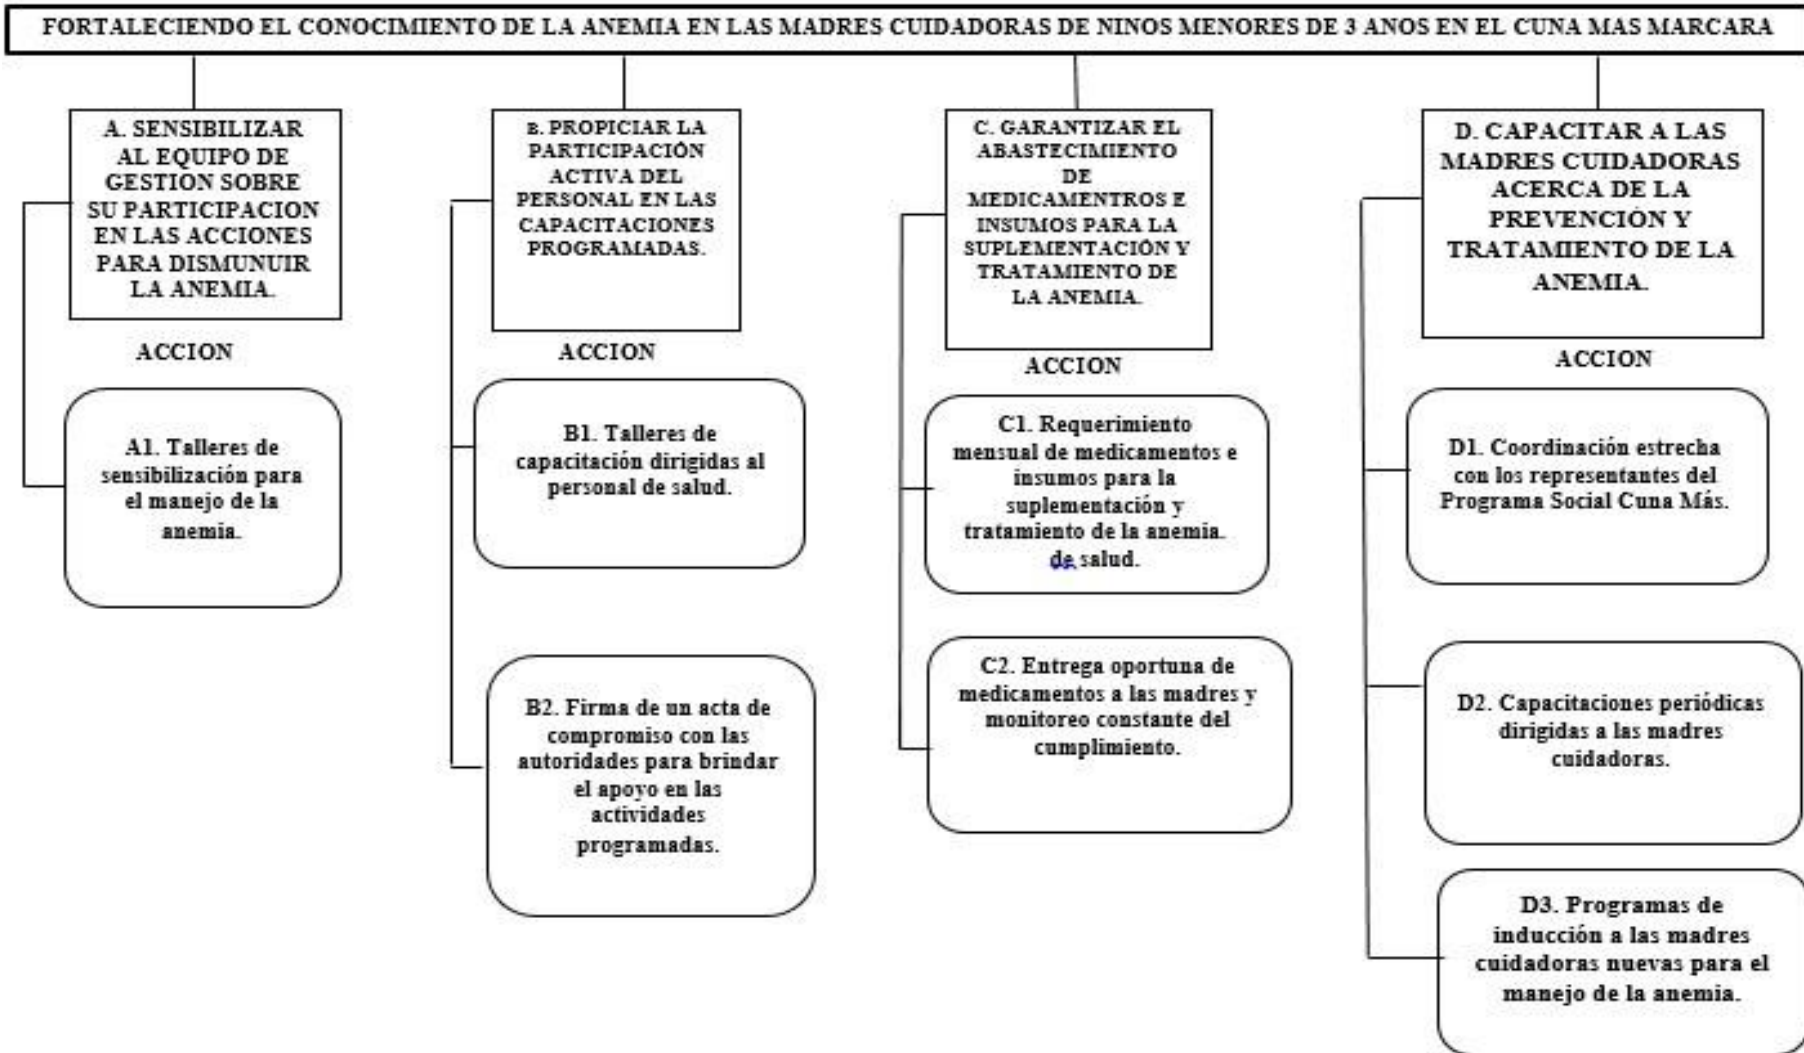 FORTALECIENDO EL CONOCIMIENTO DE LA ANEMIA EN LAS MADRES CUIDADORAS DE NINOS MENORES DE 3 ANOS EN EL CUNA MAS MARCARA
A. SENSIBILIZAR
AL EQUIPO DE
GESTIÓN SOBRE
SU PARTICIPACION
EN LAS ACCIONES
PARA DISMUNUIR
LA ANEMIA.
ACCION
A1. Talleres de
sensibilización para
el manejo de la
anemia.
B. PROPICIAR LA
PARTICIPACIÓN
ACTIVA DEL
PERSONAL EN LAS
CAPACITACIONES
PROGRAMADAS.
ACCION
B1. Talleres de
capacitación dirigidas al
personal de salud.
B2. Firma de un acta de
compromiso con las
autoridades para brindar
el apoyo en las
actividades
programadas.
C. GARANTIZAR EL
ABASTECIMIENTO
DE
MEDICAMENTROS E
INSUMOS PARA LA
SUPLEMENTACIÓN Y
TRATAMIENTO DE
LA ANEMIA.
ACCION
C1. Requerimiento
mensual de medicamentos e
insumos para la
suplementación y
tratamiento de la anemia.
de salud.
C2. Entrega oportuna de
medicamentos a las madres y
monitoreo constante del
cumplimiento.
D. CAPACITAR A LAS
MADRES CUIDADORAS
ACERCA DE LA
PREVENCIÓN Y
TRATAMIENTO DE LA
ANEMIA.
ACCION
D1. Coordinación estrecha
con los representantes del
Programa Social Cuna Más.
D2. Capacitaciones periódicas
dirigidas a las madres
cuidadoras.
D3. Programas de
inducción a las madres
cuidadoras nuevas para el
manejo de la anemia.